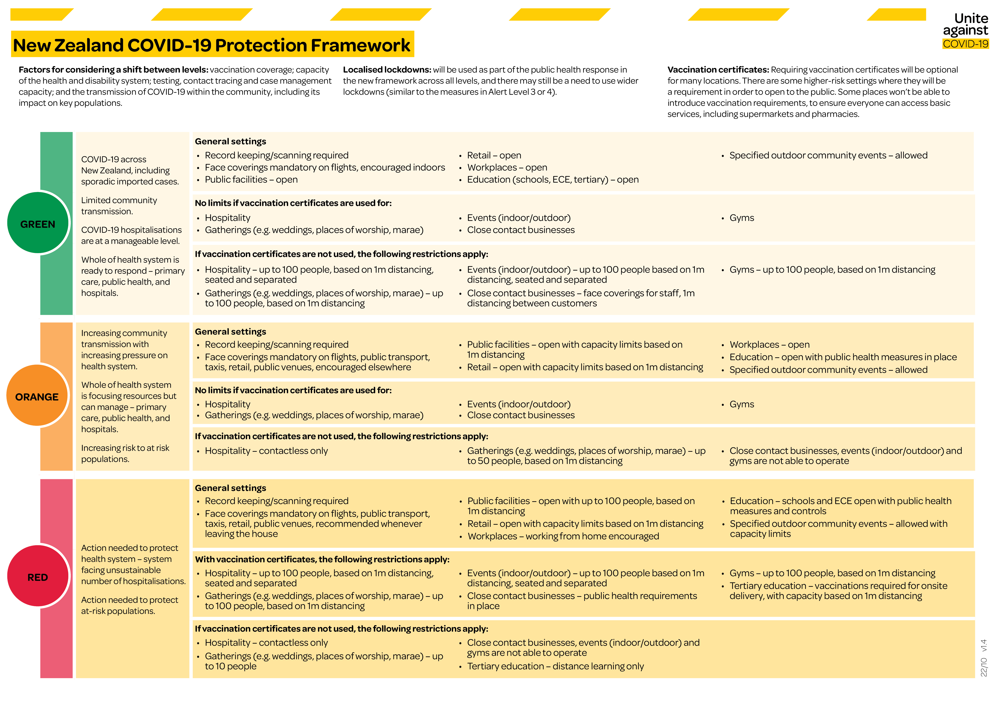 Unite
against
COVID-19
New Zealand COVID-19 Protection Framework
Factors for considering a shift between levels: vaccination coverage; capacity
of the health and disability system; testing, contact tracing and case management
capacity; and the transmission of COVID-19 within the community, including its
impact on key populations.
Localised lockdowns: will be used as part of the public health response in
the new framework across all levels, and there may still be a need to use wider
lockdowns (similar to the measures in Alert Level 3 or 4).
Vaccination certificates: Requiring vaccination certificates will be optional
for many locations. There are some higher-risk settings where they will be
a requirement in order to open to the public. Some places won't be able to
introduce vaccination requirements, to ensure everyone can access basic
services, including supermarkets and pharmacies.
GREEN
COVID-19 across
New Zealand, including
sporadic imported cases.
Limited community
transmission.
COVID-19 hospitalisations
are at a manageable level.
Whole of health system is
ready to respond – primary
care, public health, and
hospitals.
General settings
• Record keeping/scanning required
• Face coverings mandatory on flights, encouraged indoors
• Public facilities – open
• Retail – open
• Workplaces – open
• Education (schools, ECE, tertiary) – open
• Specified outdoor community events – allowed
No limits if vaccination certificates are used for:
• Hospitality
• Gatherings (e.g. weddings, places of worship, marae)
• Events (indoor/outdoor)
• Close contact businesses
• Gyms
If vaccination certificates are not used, the following restrictions apply:
• Hospitality – up to 100 people, based on 1m distancing,
seated and separated
• Gatherings (e.g. weddings, places of worship, marae) – up
to 100 people, based on 1m distancing
• Events (indoor/outdoor) – up to 100 people based on 1m
distancing, seated and separated
• Close contact businesses – face coverings for staff, 1m
distancing between customers
• Gyms – up to 100 people, based on 1m distancing
ORANGE
Increasing community
transmission with
increasing pressure on
health system.
Whole of health system
is focusing resources but
can manage – primary
care, public health, and
hospitals.
Increasing risk to at risk
populations.
General settings
• Record keeping/scanning required
• Face coverings mandatory on flights, public transport,
taxis, retail, public venues, encouraged elsewhere
• Public facilities – open with capacity limits based on
1m distancing
• Retail – open with capacity limits based on 1m distancing
• Workplaces – open
• Education – open with public health measures in place
• Specified outdoor community events – allowed
No limits if vaccination certificates are used for:
• Hospitality
• Gatherings (e.g. weddings, places of worship, marae)
• Events (indoor/outdoor)
• Close contact businesses
• Gyms
If vaccination certificates are not used, the following restrictions apply:
• Hospitality – contactless only
• Gatherings (e.g. weddings, places of worship, marae) – up
to 50 people, based on 1m distancing
• Close contact businesses, events (indoor/outdoor) and
gyms are not able to operate
RED
Action needed to protect
health system – system
facing unsustainable
number of hospitalisations.
Action needed to protect
at-risk populations.
General settings
• Record keeping/scanning required
• Face coverings mandatory on flights, public transport,
taxis, retail, public venues, recommended whenever
leaving the house
• Public facilities – open with up to 100 people, based on
1m distancing
• Retail – open with capacity limits based on 1m distancing
• Workplaces – working from home encouraged
• Education – schools and ECE open with public health
measures and controls
• Specified outdoor community events – allowed with
capacity limits
With vaccination certificates, the following restrictions apply:
• Hospitality – up to 100 people, based on 1m distancing,
seated and separated
• Gatherings (e.g. weddings, places of worship, marae) – up
to 100 people, based on 1m distancing
• Events (indoor/outdoor) – up to 100 people based on 1m
distancing, seated and separated
• Close contact businesses – public health requirements
in place
• Gyms – up to 100 people, based on 1m distancing
• Tertiary education – vaccinations required for onsite
delivery, with capacity based on 1m distancing
If vaccination certificates are not used, the following restrictions apply:
• Hospitality – contactless only
• Gatherings (e.g. weddings, places of worship, marae) – up
to 10 people
• Close contact businesses, events (indoor/outdoor) and
gyms are not able to operate
• Tertiary education – distance learning only
22/10 v1.4